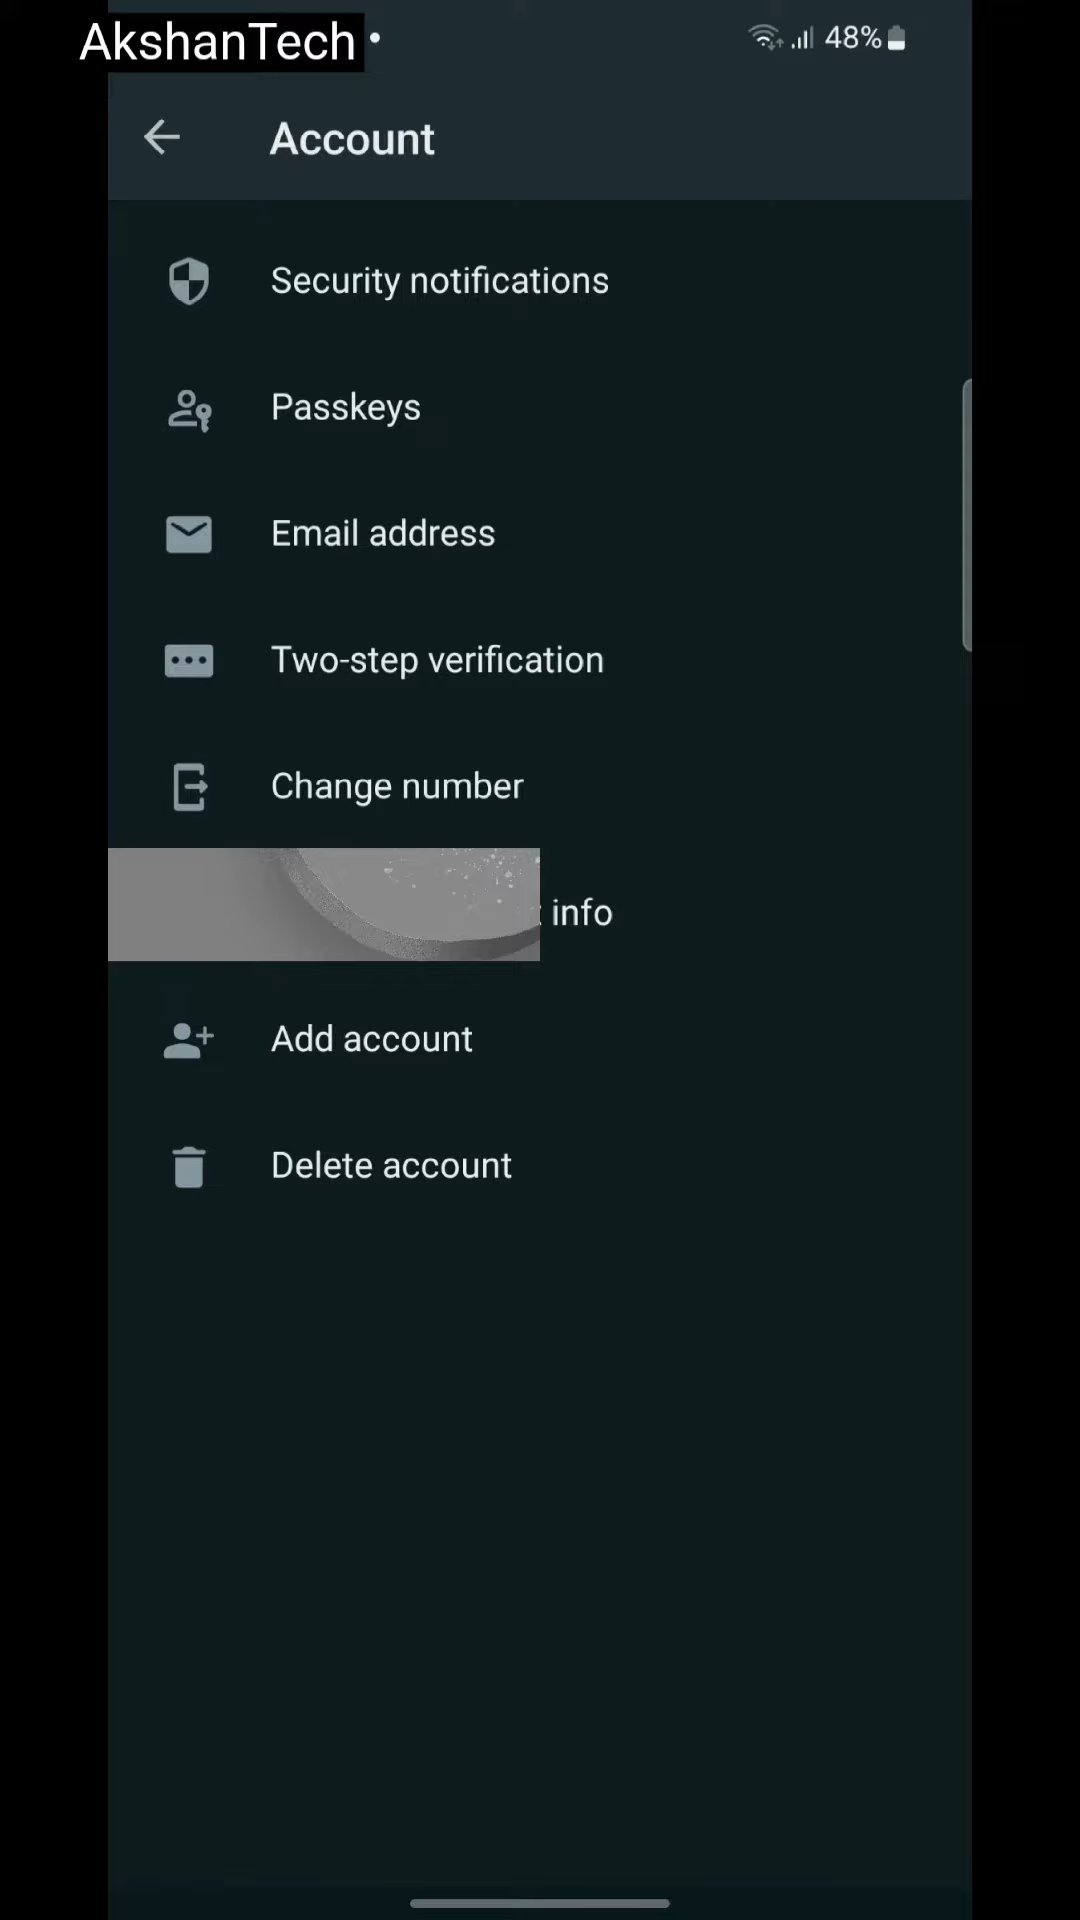 AkshanTech
48%
Account
Security notifications
Passkeys
Email address
Two-step verification
Change number
info
Add account
Delete account